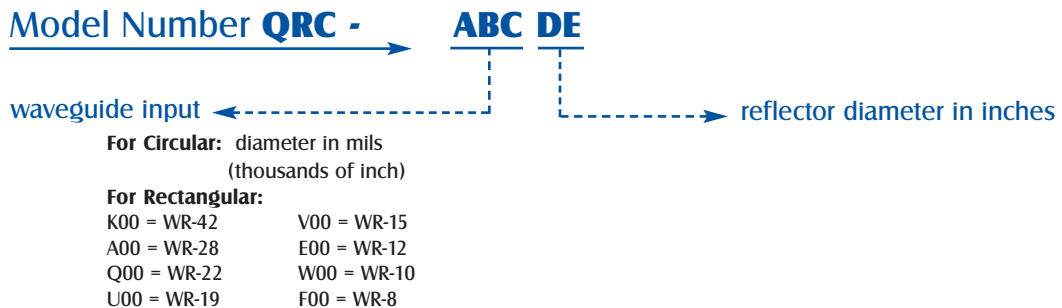 Model Number QRC - ABC DE
waveguide input
reflector diameter in inches
For Circular: diameter in mils
(thousands of inch)
For Rectangular:
K00 = WR-42 V00 = WR-15
A00 = WR-28 E00 = WR-12
Q00 = WR-22 W00 = WR-10
U00 = WR-19 F00 = WR-8